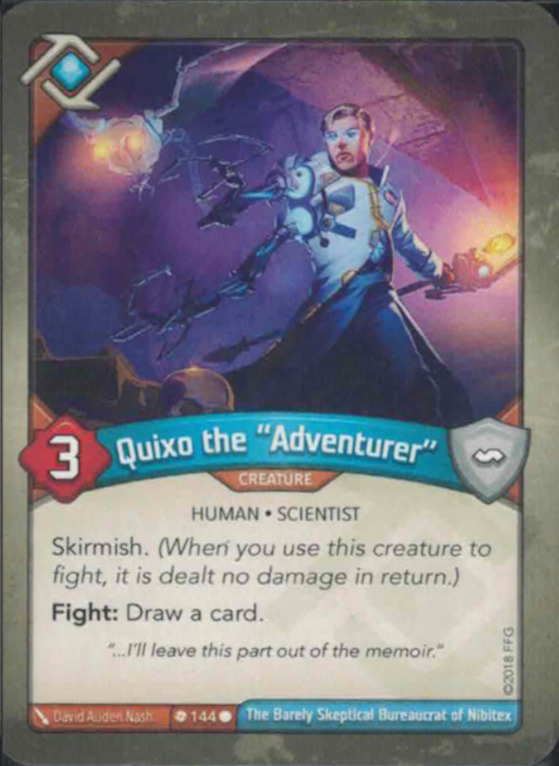 3
Quixo the "Adventurer"
CREATURE
HUMAN • SCIENTIST
Skirmish. (When you use this creature to
fight, it is dealt no damage in return.)
Fight: Draw a card.
"...I'll leave this part out of the memoir."
©2018 FFG
David Auden Nash
144
The Barely Skeptical Bureaucrat of Nibitex